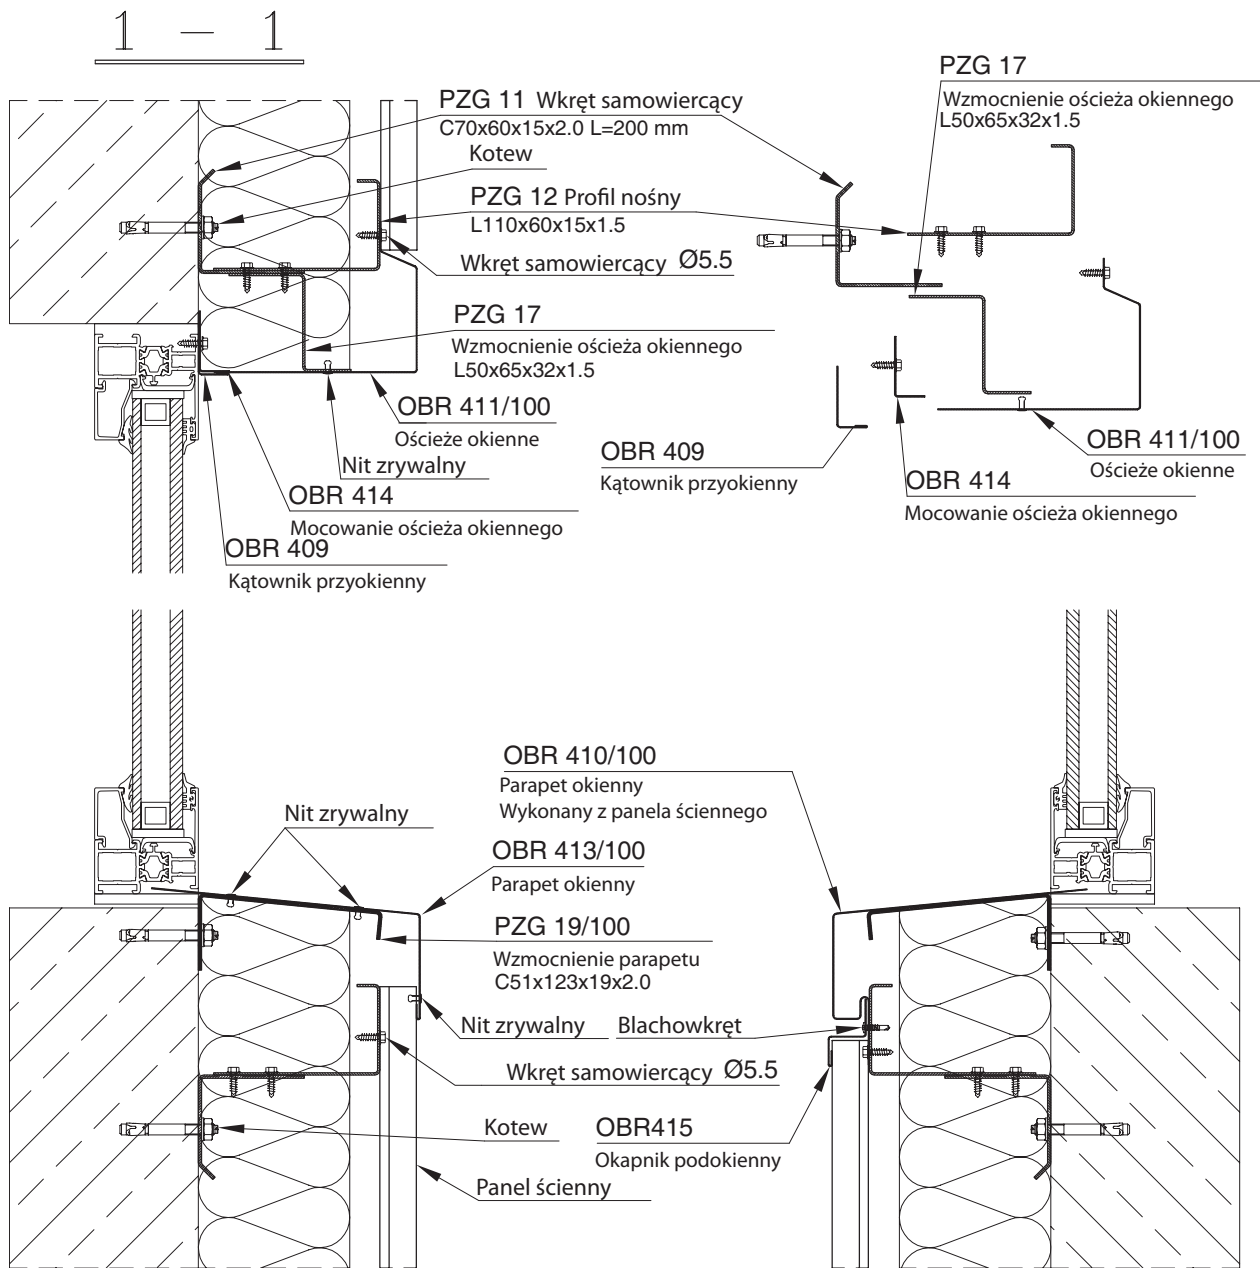 1 – 1
PZG 11 Wkręt samowiercący
C70x60x15x2.0 L=200 mm
Kotew
PZG 12 Profil nośny
L110x60x15x1.5
Wkręt samowiercący Ø5.5
PZG 17
Wzmocnienie ościeża okiennego
L50x65x32x1.5
OBR 411/100
Ościeże okienne
Nit zrywalny
OBR 414
Mocowanie ościeża okiennego
OBR 409
Kątownik przyokienny
PZG 17
Wzmocnienie ościeża okiennego
L50x65x32x1.5
OBR 409
Kątownik przyokienny
OBR 411/100
Ościeże okienne
OBR 414
Mocowanie ościeża okiennego
OBR 410/100
Parapet okienny
Wykonany z panela ściennego
Nit zrywalny
OBR 413/100
Parapet okienny
PZG 19/100
Wzmocnienie parapetu
C51x123x19x2.0
Nit zrywalny
Blachowkręt
Wkręt samowiercący Ø5.5
Kotew
OBR415
Okapnik podokienny
Panel ścienny